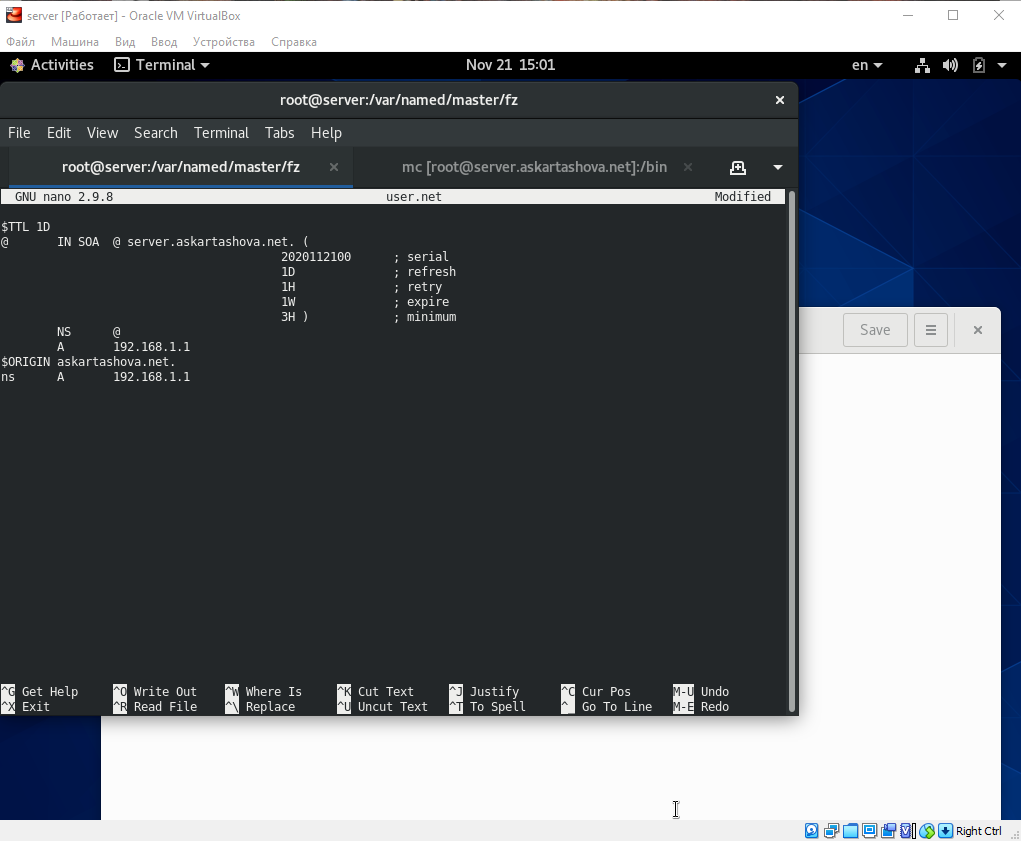 server [Работает] - Oracle VM VirtualBox
Файл Машина Вид Ввод Устройства Справка
Activities Terminal Nov 21 15:01 en
root@server:/var/named/master/fz
File Edit View Search Terminal Tabs Help
root@server:/var/named/master/fz mc [root@server.askartashova.net]:/bin
GNU nano 2.9.8 user.net Modified
$TTL 1D
@ IN SOA @ server.askartashova.net. (
2020112100 ; serial
1D ; refresh
1H ; retry
1W ; expire
3H ) ; minimum
NS @
A 192.168.1.1
$ORIGIN askartashova.net.
ns A 192.168.1.1
Save
^G Get Help ^O Write Out ^W Where Is ^K Cut Text ^J Justify ^C Cur Pos M-U Undo
^X Exit ^R Read File ^\ Replace ^U Uncut Text ^T To Spell ^_ Go To Line M-E Redo
Right Ctrl